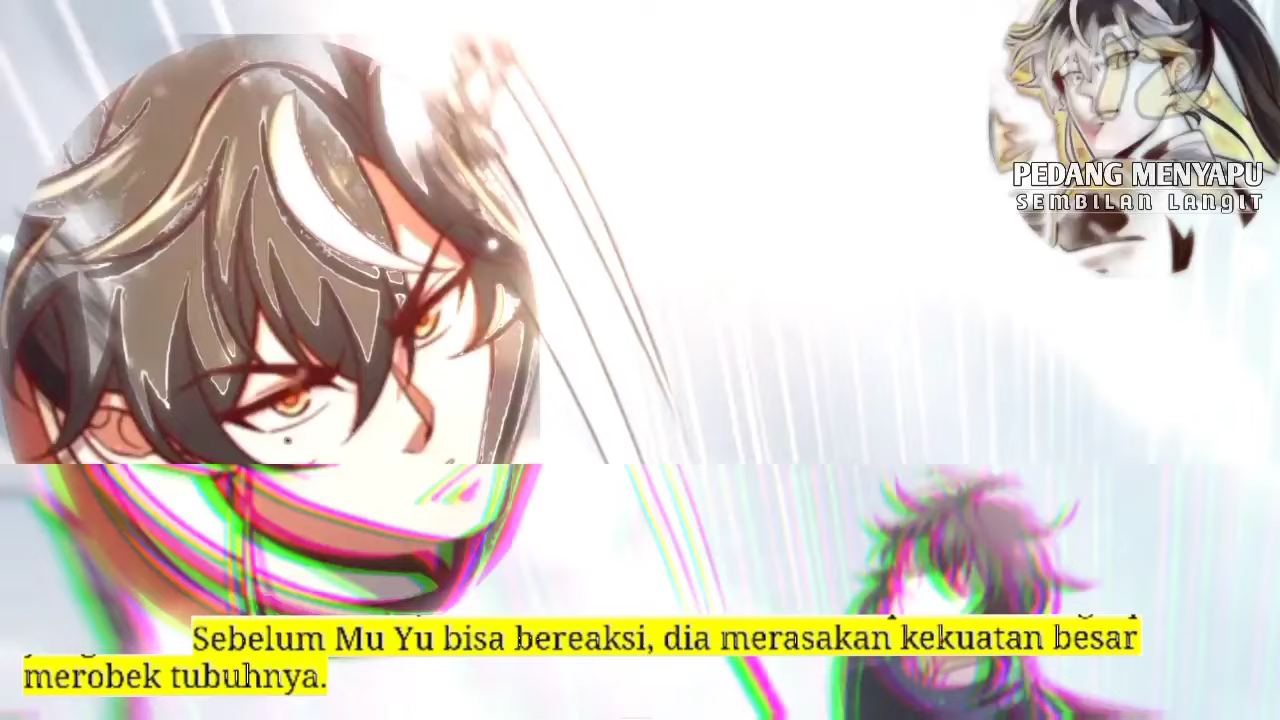 PEDANG MENYAPU
SEMBILAN LANGIT
Sebelum Mu Yu bisa bereaksi, dia merasakan kekuatan besar
merobek tubuhnya.